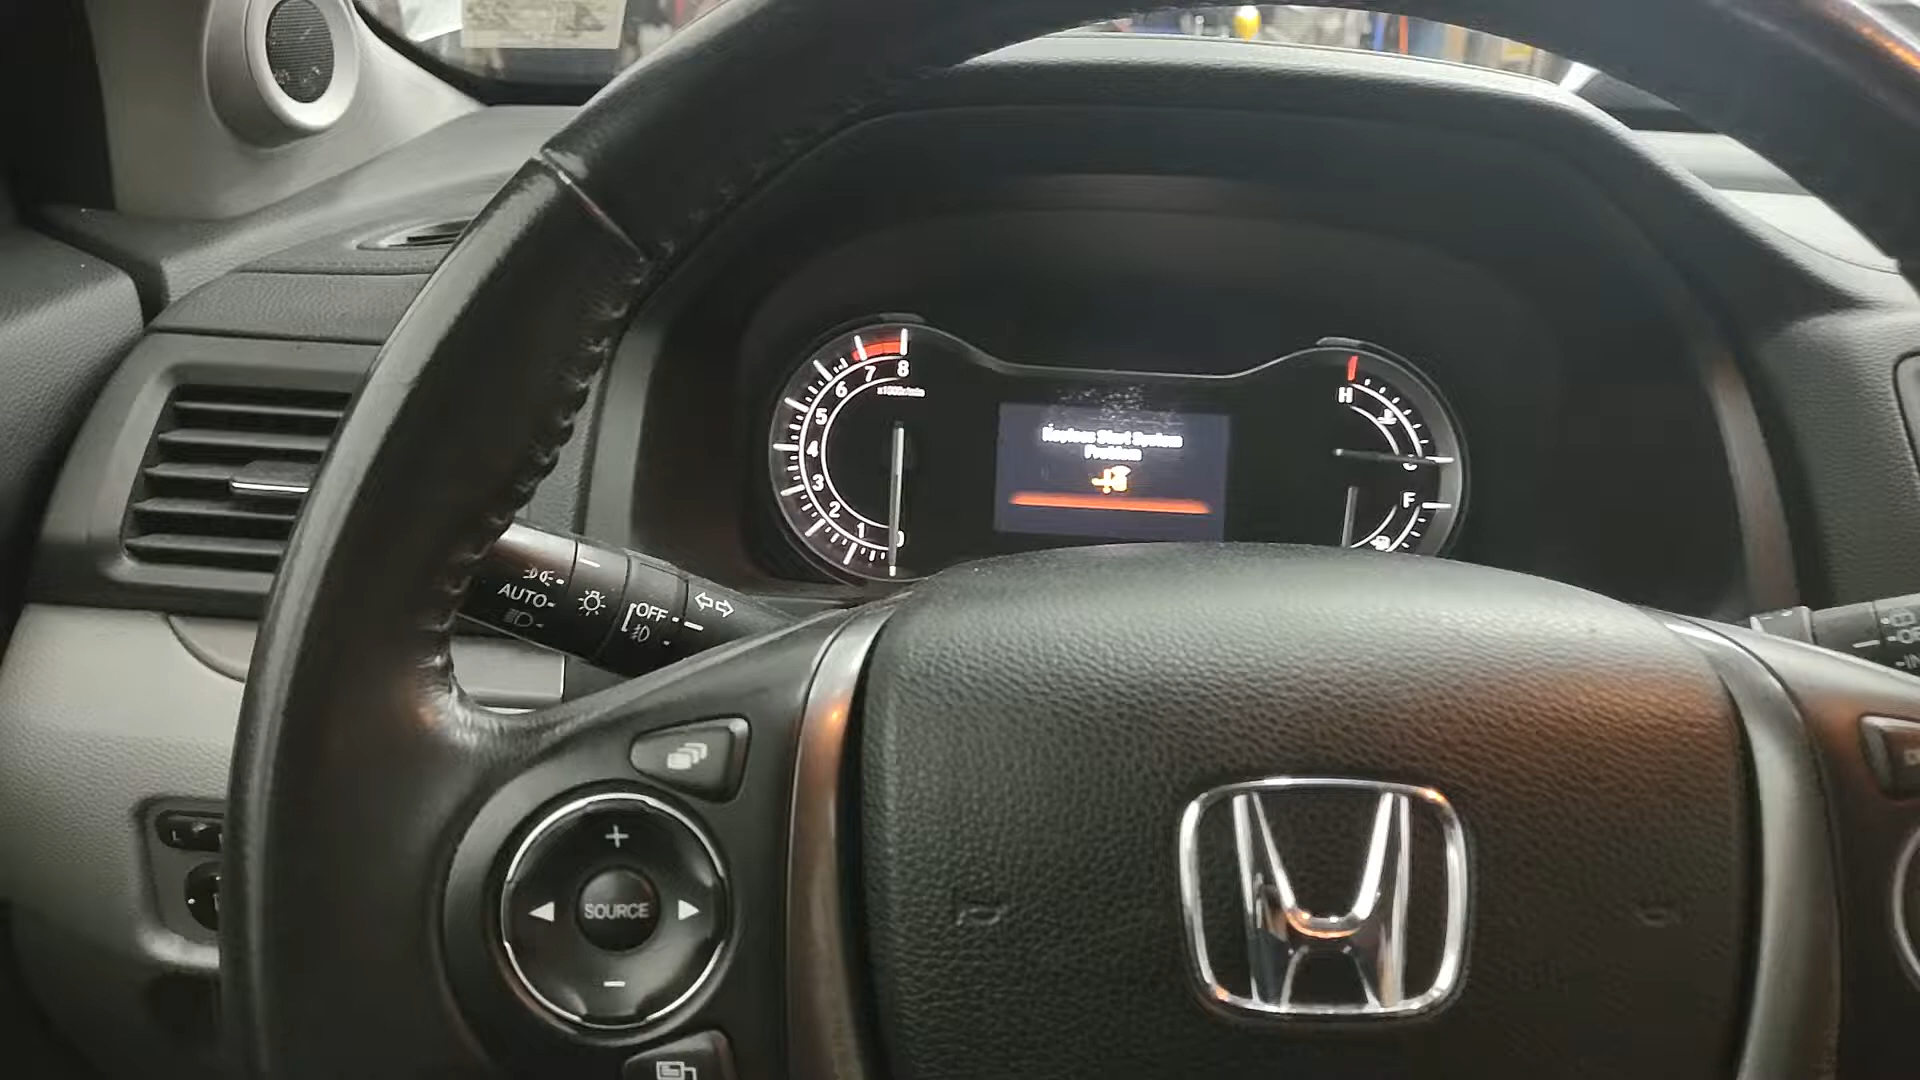 8
7
6
5
4
3
2
1
0
x1000r/min
Keyless Start System
Problem
H
C
F
AUTO
OFF
+
SOURCE
-